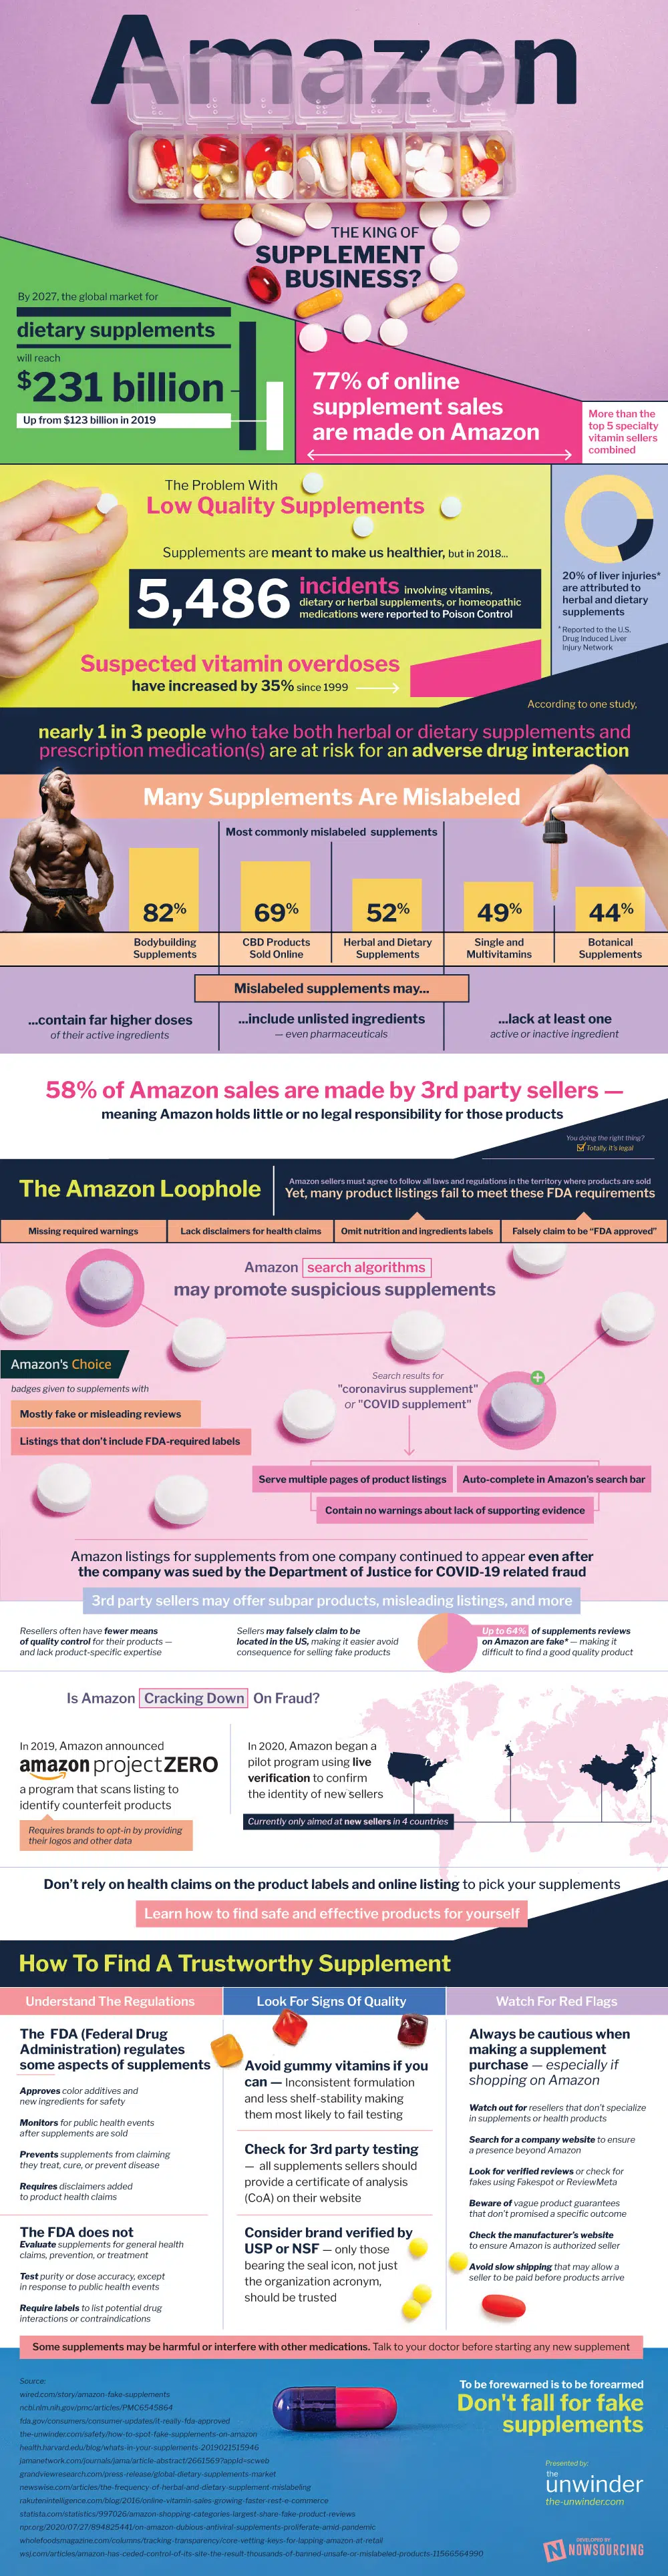 Amazon
THE KING OF
SUPPLEMENT
BUSINESS?
By 2027, the global market for
dietary supplements
will reach
$231 billion
Up from $123 billion in 2019
77% of online
supplement sales
are made on Amazon
More than the
top 5 specialty
vitamin sellers
combined
The Problem With
Low Quality Supplements
Supplements are meant to make us healthier, but in 2018...
5,486 incidents involving vitamins,
dietary or herbal supplements, or homeopathic
medications were reported to Poison Control
Suspected vitamin overdoses
have increased by 35% since 1999
20% of liver injuries*
are attributed to
herbal and dietary
supplements
* Reported to the U.S.
Drug Induced Liver
Injury Network
According to one study,
nearly 1 in 3 people who take both herbal or dietary supplements and
prescription medication(s) are at risk for an adverse drug interaction
Many Supplements Are Mislabeled
Most commonly mislabeled supplements
82%
69%
52%
49%
44%
Bodybuilding
Supplements
CBD Products
Sold Online
Herbal and Dietary
Supplements
Single and
Multivitamins
Botanical
Supplements
Mislabeled supplements may...
...contain far higher doses
of their active ingredients
...include unlisted ingredients
— even pharmaceuticals
...lack at least one
active or inactive ingredient
58% of Amazon sales are made by 3rd party sellers —
meaning Amazon holds little or no legal responsibility for those products
You doing the right thing?
Totally, it's legal
The Amazon Loophole
Amazon sellers must agree to follow all laws and regulations in the territory where products are sold
Yet, many product listings fail to meet these FDA requirements
Missing required warnings
Lack disclaimers for health claims
Omit nutrition and ingredients labels
Falsely claim to be "FDA approved"
Amazon search algorithms
may promote suspicious supplements
Amazon's Choice
badges given to supplements with
Mostly fake or misleading reviews
Listings that don't include FDA-required labels
Search results for
"coronavirus supplement"
or "COVID supplement"
Serve multiple pages of product listings
Auto-complete in Amazon's search bar
Contain no warnings about lack of supporting evidence
Amazon listings for supplements from one company continued to appear even after
the company was sued by the Department of Justice for COVID-19 related fraud
3rd party sellers may offer subpar products, misleading listings, and more
Resellers often have fewer means
of quality control for their products —
and lack product-specific expertise
Sellers may falsely claim to be
located in the US, making it easier avoid
consequence for selling fake products
Up to 64% of supplements reviews
on Amazon are fake* — making it
difficult to find a good quality product
Is Amazon Cracking Down On Fraud?
In 2019, Amazon announced
amazon projectZERO
a program that scans listing to
identify counterfeit products
Requires brands to opt-in by providing
their logos and other data
In 2020, Amazon began a
pilot program using live
verification to confirm
the identity of new sellers
Currently only aimed at new sellers in 4 countries
Don't rely on health claims on the product labels and online listing to pick your supplements
Learn how to find safe and effective products for yourself
How To Find A Trustworthy Supplement
Understand The Regulations
The FDA (Federal Drug
Administration) regulates
some aspects of supplements
Approves color additives and
new ingredients for safety
Monitors for public health events
after supplements are sold
Prevents supplements from claiming
they treat, cure, or prevent disease
Requires disclaimers added
to product health claims
The FDA does not
Evaluate supplements for general health
claims, prevention, or treatment
Test purity or dose accuracy, except
in response to public health events
Require labels to list potential drug
interactions or contraindications
Look For Signs Of Quality
Avoid gummy vitamins if you
can — Inconsistent formulation
and less shelf-stability making
them most likely to fail testing
Check for 3rd party testing
— all supplements sellers should
provide a certificate of analysis
(CoA) on their website
Consider brand verified by
USP or NSF — only those
bearing the seal icon, not just
the organization acronym,
should be trusted
Watch For Red Flags
Always be cautious when
making a supplement
purchase — especially if
shopping on Amazon
Watch out for resellers that don't specialize
in supplements or health products
Search for a company website to ensure
a presence beyond Amazon
Look for verified reviews or check for
fakes using Fakespot or ReviewMeta
Beware of vague product guarantees
that don't promised a specific outcome
Check the manufacturer's website
to ensure Amazon is authorized seller
Avoid slow shipping that may allow a
seller to be paid before products arrive
Some supplements may be harmful or interfere with other medications. Talk to your doctor before starting any new supplement
Source:
wired.com/story/amazon-fake-supplements
ncbi.nlm.nih.gov/pmc/articles/PMC6545864
fda.gov/consumers/consumer-updates/it-really-fda-approved
the-unwinder.com/safety/how-to-spot-fake-supplements-on-amazon
health.harvard.edu/blog/whats-in-your-supplements-2019021515946
jamanetwork.com/journals/jama/article-abstract/2661569?appId=scweb
grandviewresearch.com/press-release/global-dietary-supplements-market
newswise.com/articles/the-frequency-of-herbal-and-dietary-supplement-mislabeling
rakutenintelligence.com/blog/2016/online-vitamin-sales-growing-faster-rest-e-commerce
statista.com/statistics/997026/amazon-shopping-categories-largest-share-fake-product-reviews
npr.org/2020/07/27/894825441/on-amazon-dubious-antiviral-supplements-proliferate-amid-pandemic
wholefoodsmagazine.com/columns/tracking-transparency/core-vetting-keys-for-lapping-amazon-at-retail
wsj.com/articles/amazon-has-ceded-control-of-its-site-the-result-thousands-of-banned-unsafe-or-mislabeled-products-11566564990
To be forewarned is to be forearmed
Don't fall for fake
supplements
Presented by:
the
unwinder
the-unwinder.com
DEVELOPED BY
N NOWSOURCING